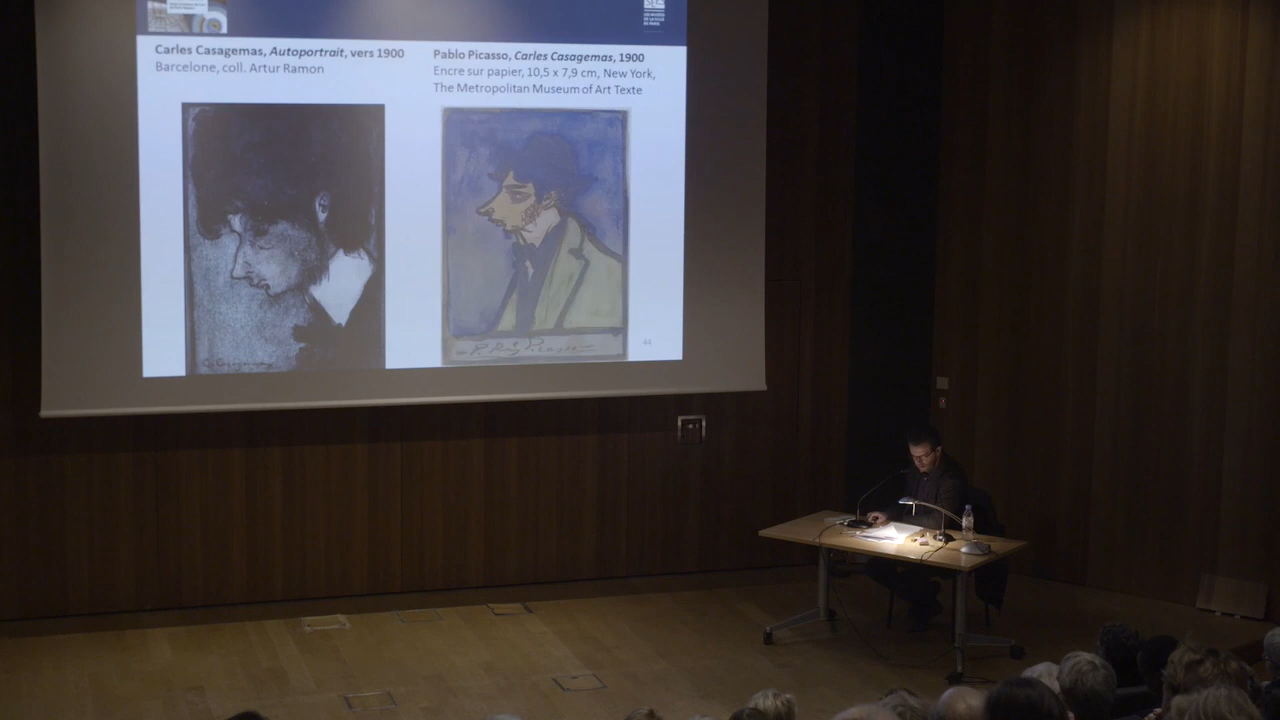 Carles Casagemas, Autoportrait, vers 1900
Barcelone, coll. Artur Ramon
Pablo Picasso, Carles Casagemas, 1900
Encre sur papier, 10,5 x 7,9 cm, New York,
The Metropolitan Museum of Art Texte
44